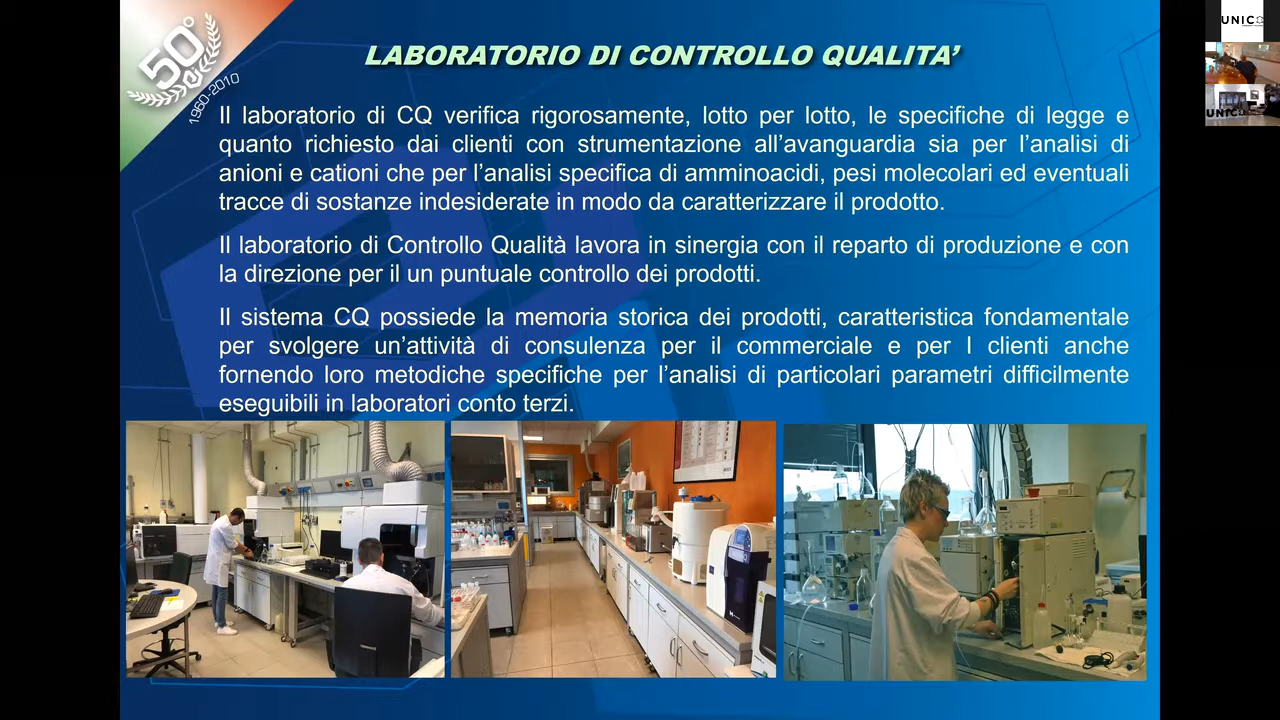 50°
1960-2010
LABORATORIO DI CONTROLLO QUALITA’
Il laboratorio di CQ verifica rigorosamente, lotto per lotto, le specifiche di legge e
quanto richiesto dai clienti con strumentazione all’avanguardia sia per l’analisi di
anioni e cationi che per l’analisi specifica di amminoacidi, pesi molecolari ed eventuali
tracce di sostanze indesiderate in modo da caratterizzare il prodotto.
Il laboratorio di Controllo Qualità lavora in sinergia con il reparto di produzione e con
la direzione per il un puntuale controllo dei prodotti.
Il sistema CQ possiede la memoria storica dei prodotti, caratteristica fondamentale
per svolgere un’attività di consulenza per il commerciale e per I clienti anche
fornendo loro metodiche specifiche per l’analisi di particolari parametri difficilmente
eseguibili in laboratori conto terzi.
UNICO
UNICO